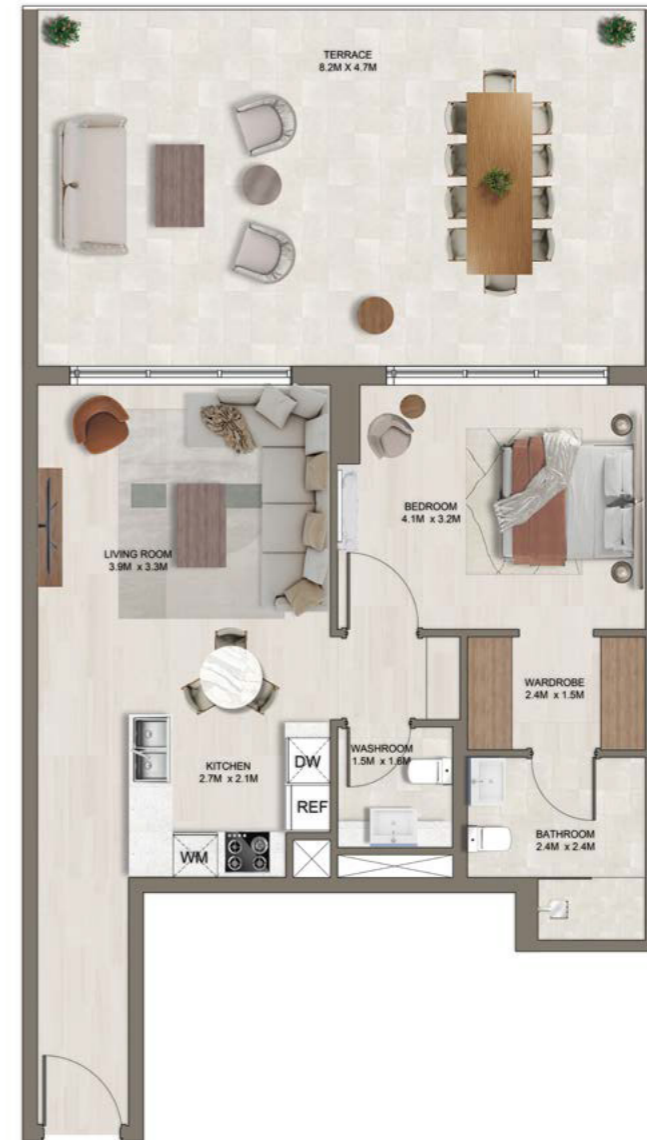 TERRACE
8.2M X 4.7M
BEDROOM
4.1M x 3.2M
LIVING ROOM
3.9M x 3.3M
WARDROBE
2.4M x 1.5M
WASHROOM
1.5M x 1.6M
KITCHEN
2.7M x 2.1M
DW
REF
WM
BATHROOM
2.4M x 2.4M